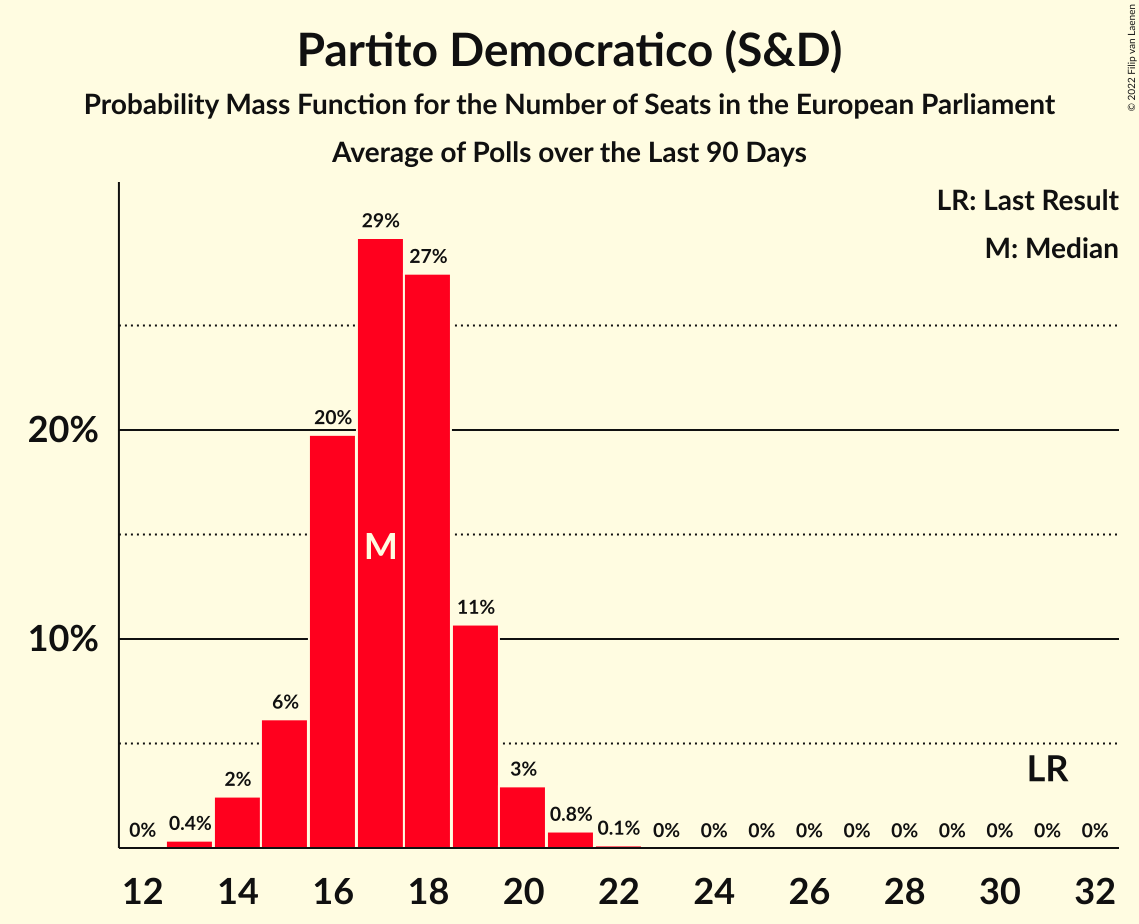 Partito Democratico (S&D)
Probability Mass Function for the Number of Seats in the European Parliament
Average of Polls over the Last 90 Days
© 2022 Filip van Laenen
LR: Last Result
M: Median
29%
27%
20%
20%
M
11%
10%
6%
LR
3%
2%
0.8%
0.4%
0.1%
0% 0% 0% 0% 0% 0% 0% 0% 0% 0% 0%
12 14 16 18 20 22 24 26 28 30 32